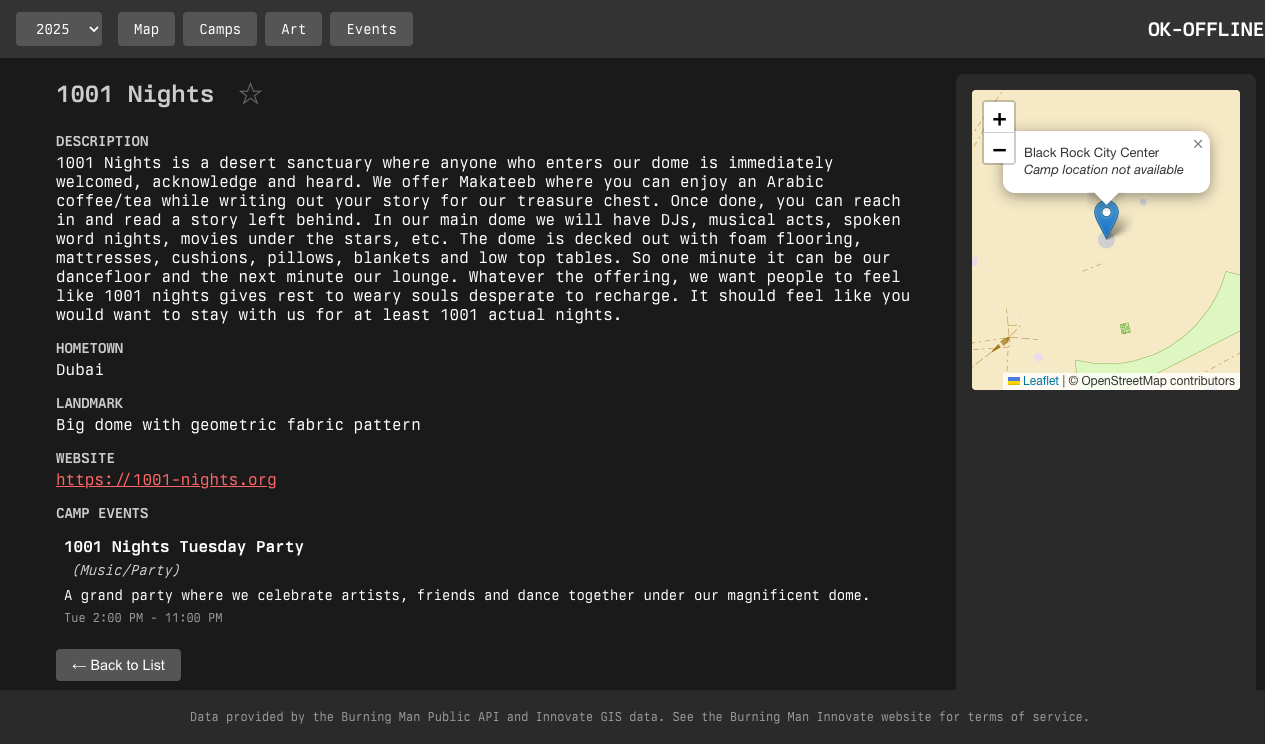 2025 Map Camps Art Events OK-OFFLINE
1001 Nights ☆
DESCRIPTION
1001 Nights is a desert sanctuary where anyone who enters our dome is immediately
welcomed, acknowledge and heard. We offer Makateeb where you can enjoy an Arabic
coffee/tea while writing out your story for our treasure chest. Once done, you can reach
in and read a story left behind. In our main dome we will have DJs, musical acts, spoken
word nights, movies under the stars, etc. The dome is decked out with foam flooring,
mattresses, cushions, pillows, blankets and low top tables. So one minute it can be our
dancefloor and the next minute our lounge. Whatever the offering, we want people to feel
like 1001 nights gives rest to weary souls desperate to recharge. It should feel like you
would want to stay with us for at least 1001 actual nights.
HOMETOWN
Dubai
LANDMARK
Big dome with geometric fabric pattern
WEBSITE
https://1001-nights.org
CAMP EVENTS
1001 Nights Tuesday Party
(Music/Party)
A grand party where we celebrate artists, friends and dance together under our magnificent dome.
Tue 2:00 PM - 11:00 PM
← Back to List
+
−
×
Black Rock City Center
Camp location not available
Leaflet | © OpenStreetMap contributors
Data provided by the Burning Man Public API and Innovate GIS data. See the Burning Man Innovate website for terms of service.